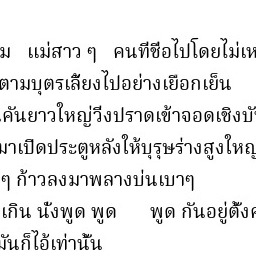 ม แม่สาว ๆ คนที่ซื่อไปโดยไม่เห
ตามบุตรเลี้ยงไปอย่างเยือกเย็น
คันยาวใหญ่วิ่งปราดเข้าจอดเชิงบั
มาเปิดประตูหลังให้บุรุษร่างสูงใหญ
ๆ ก้าวลงมาพลางบ่นเบาๆ
เกิน นั่งพูด พูด พูด กันอยู่ตั้งค
มันก็ไอ้เท่านั้น